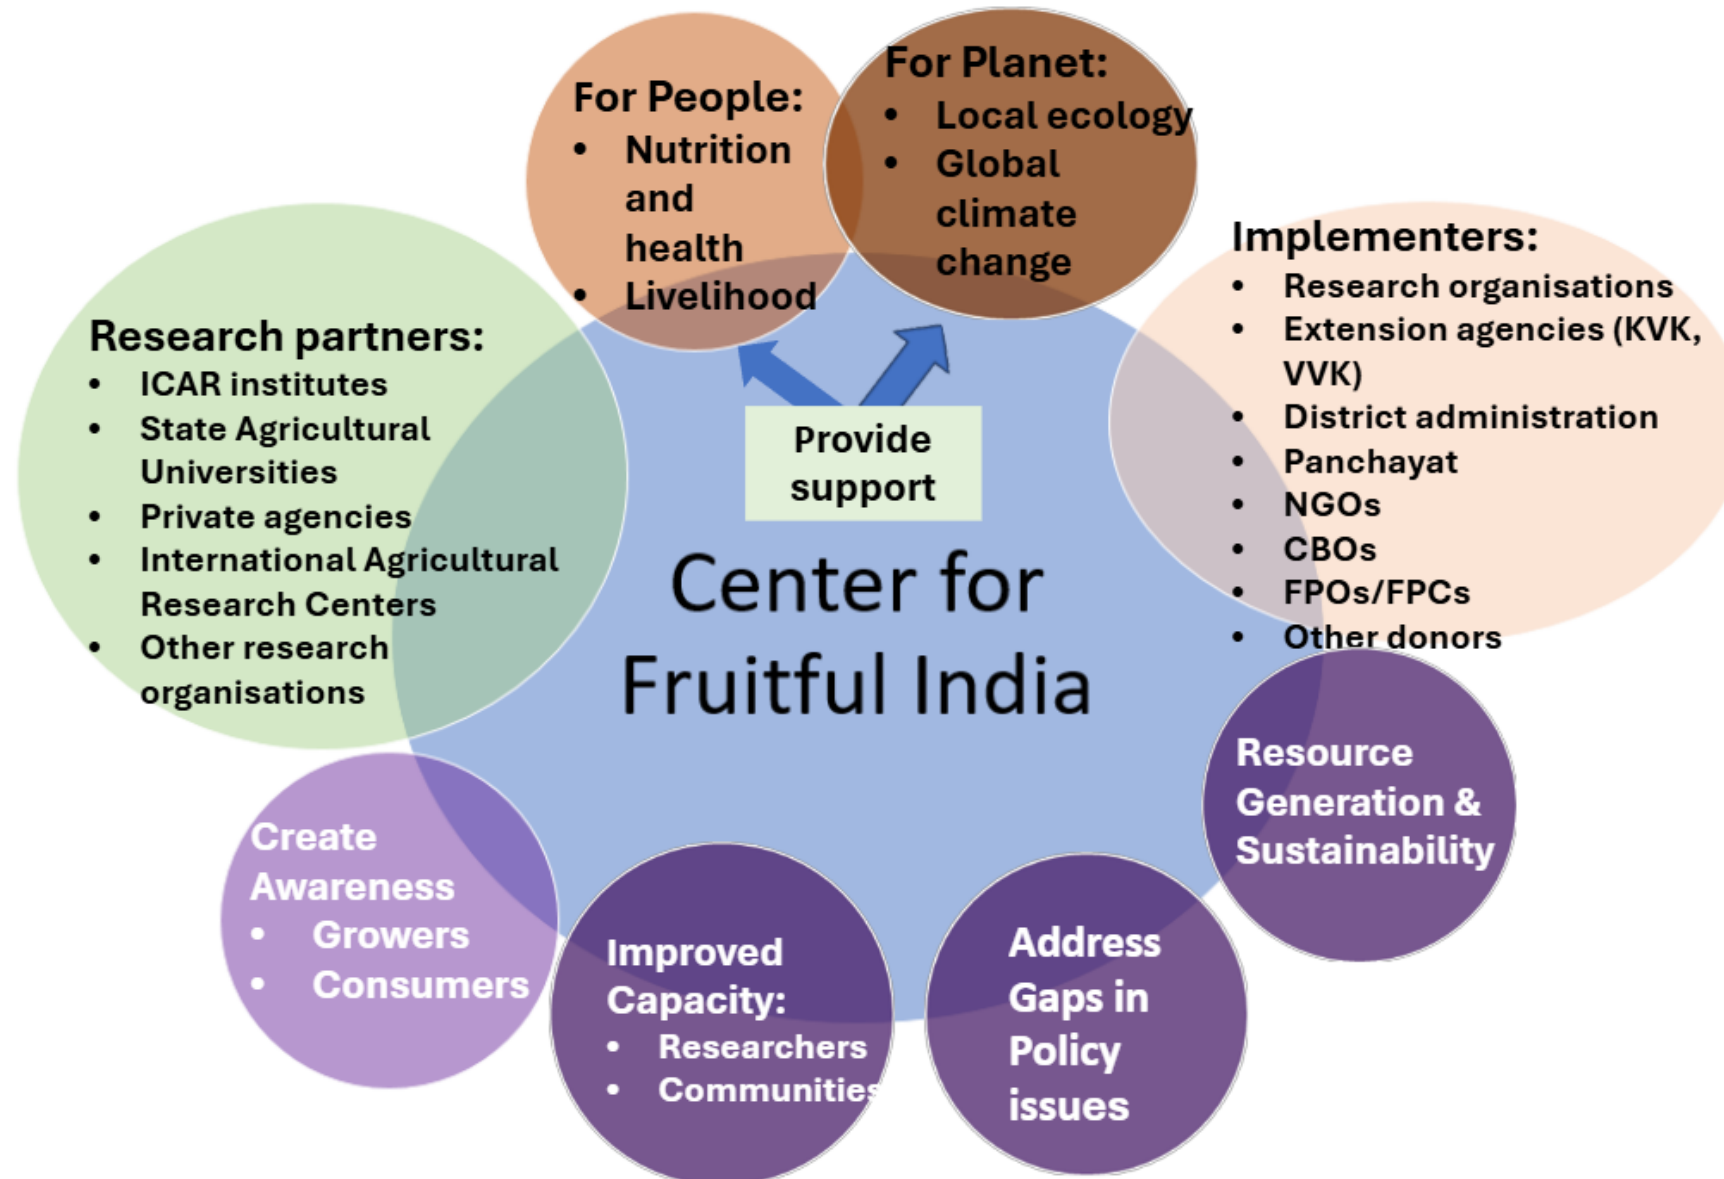 For People:
• Nutrition
and
health
• Livelihood
For Planet:
• Local ecology
• Global
climate
change
Research partners:
• ICAR institutes
• State Agricultural
Universities
• Private agencies
• International Agricultural
Research Centers
• Other research
organisations
Provide
support
Center for
Fruitful India
Implementers:
• Research organisations
• Extension agencies (KVK,
VVK)
• District administration
• Panchayat
• NGOs
• CBOs
• FPOs/FPCs
• Other donors
Create
Awareness
• Growers
• Consumers
Improved
Capacity:
• Researchers
• Communities
Address
Gaps in
Policy
issues
Resource
Generation &
Sustainability